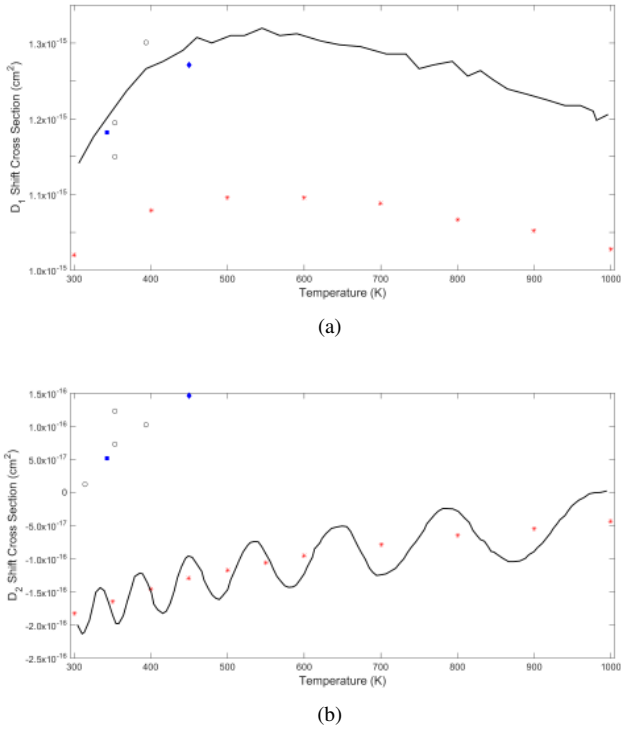 1.3x10⁻¹⁵
1.2x10⁻¹⁵
1.1x10⁻¹⁵
1.0x10⁻¹⁵
D₁ Shift Cross Section (cm²)
300 400 500 600 700 800 900 1000
Temperature (K)
(a)
1.5x10⁻¹⁶
1.0x10⁻¹⁶
5.0x10⁻¹⁷
0
-5.0x10⁻¹⁷
-1.0x10⁻¹⁶
-1.5x10⁻¹⁶
-2.0x10⁻¹⁶
-2.5x10⁻¹⁶
D₂ Shift Cross Section (cm²)
300 400 500 600 700 800 900 1000
Temperature (K)
(b)